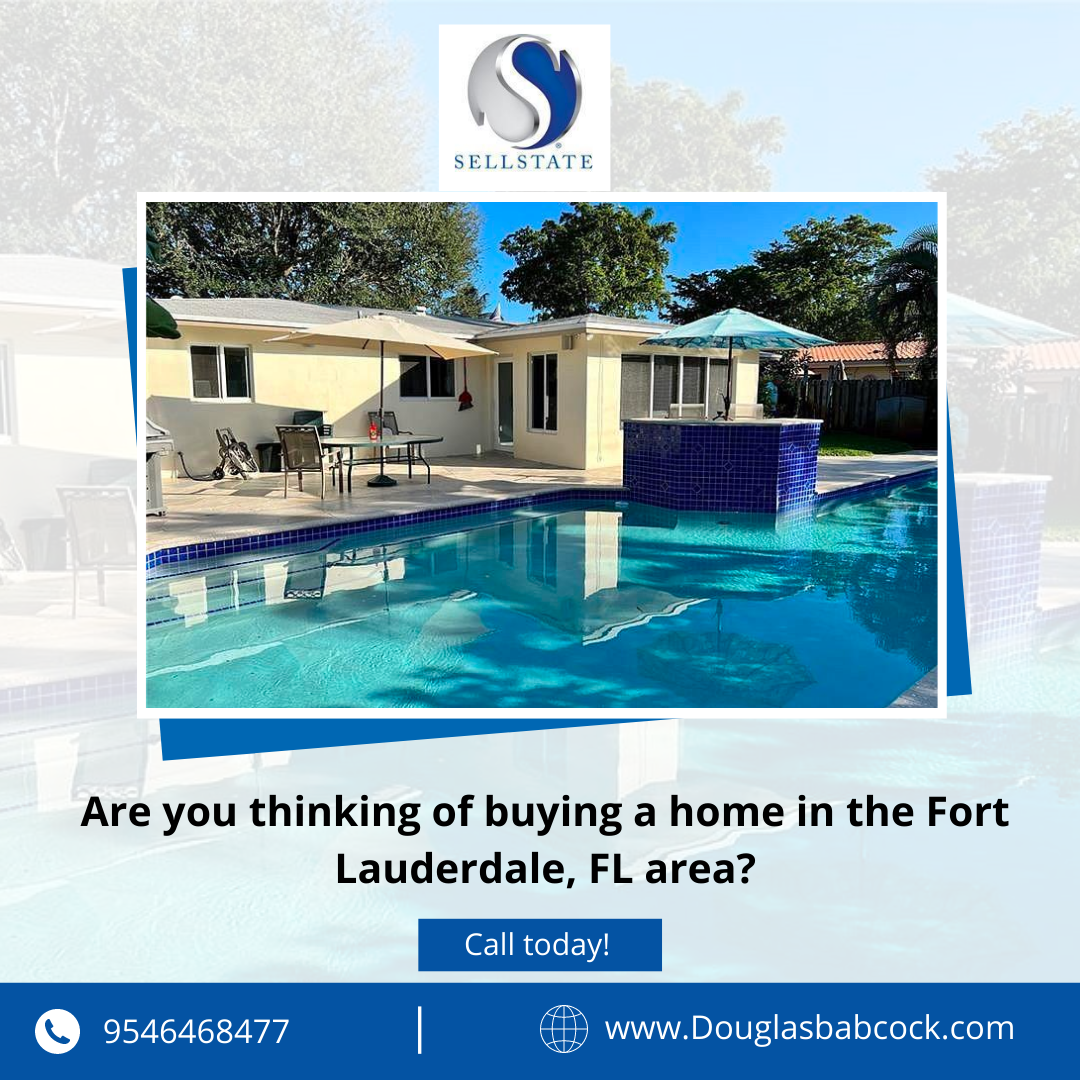 SELLSTATE
Are you thinking of buying a home in the Fort
Lauderdale, FL area?
Call today!
9546468477
www.Douglasbabcock.com